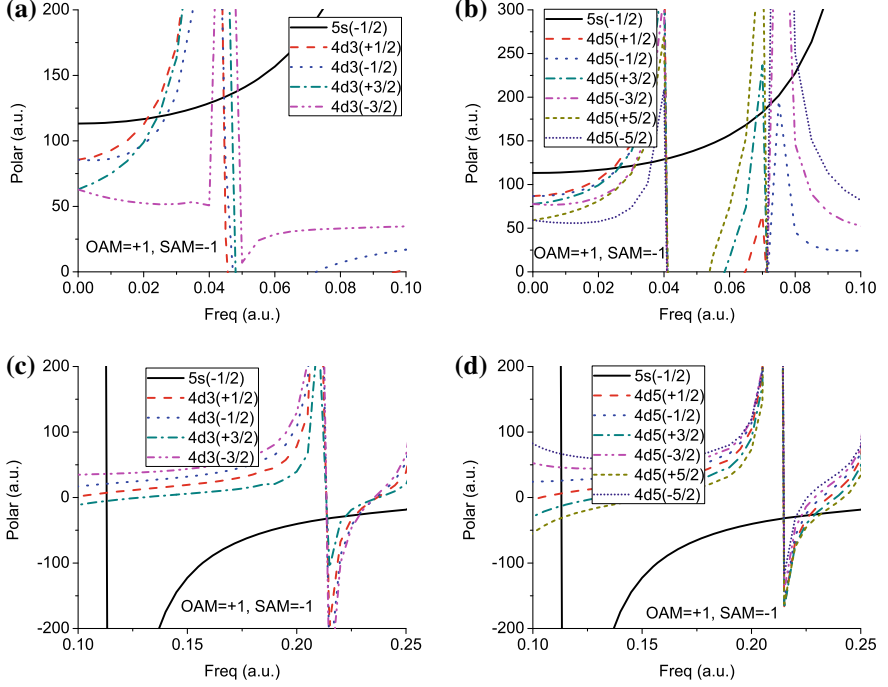 (a)
200
150
100
50
0
Polar (a.u.)
5s(-1/2)
4d3(+1/2)
4d3(-1/2)
4d3(+3/2)
4d3(-3/2)
OAM=+1, SAM=-1
0.00 0.02 0.04 0.06 0.08 0.10
Freq (a.u.)
(b)
300
250
200
150
100
50
0
Polar (a.u.)
5s(-1/2)
4d5(+1/2)
4d5(-1/2)
4d5(+3/2)
4d5(-3/2)
4d5(+5/2)
4d5(-5/2)
OAM=+1, SAM=-1
0.00 0.02 0.04 0.06 0.08 0.10
Freq (a.u.)
(c)
200
100
0
-100
-200
Polar (a.u.)
5s(-1/2)
4d3(+1/2)
4d3(-1/2)
4d3(+3/2)
4d3(-3/2)
OAM=+1, SAM=-1
0.10 0.15 0.20 0.25
Freq (a.u.)
(d)
200
100
0
-100
-200
Polar (a.u.)
5s(-1/2)
4d5(+1/2)
4d5(-1/2)
4d5(+3/2)
4d5(-3/2)
4d5(+5/2)
4d5(-5/2)
OAM=+1, SAM=-1
0.10 0.15 0.20 0.25
Freq (a.u.)